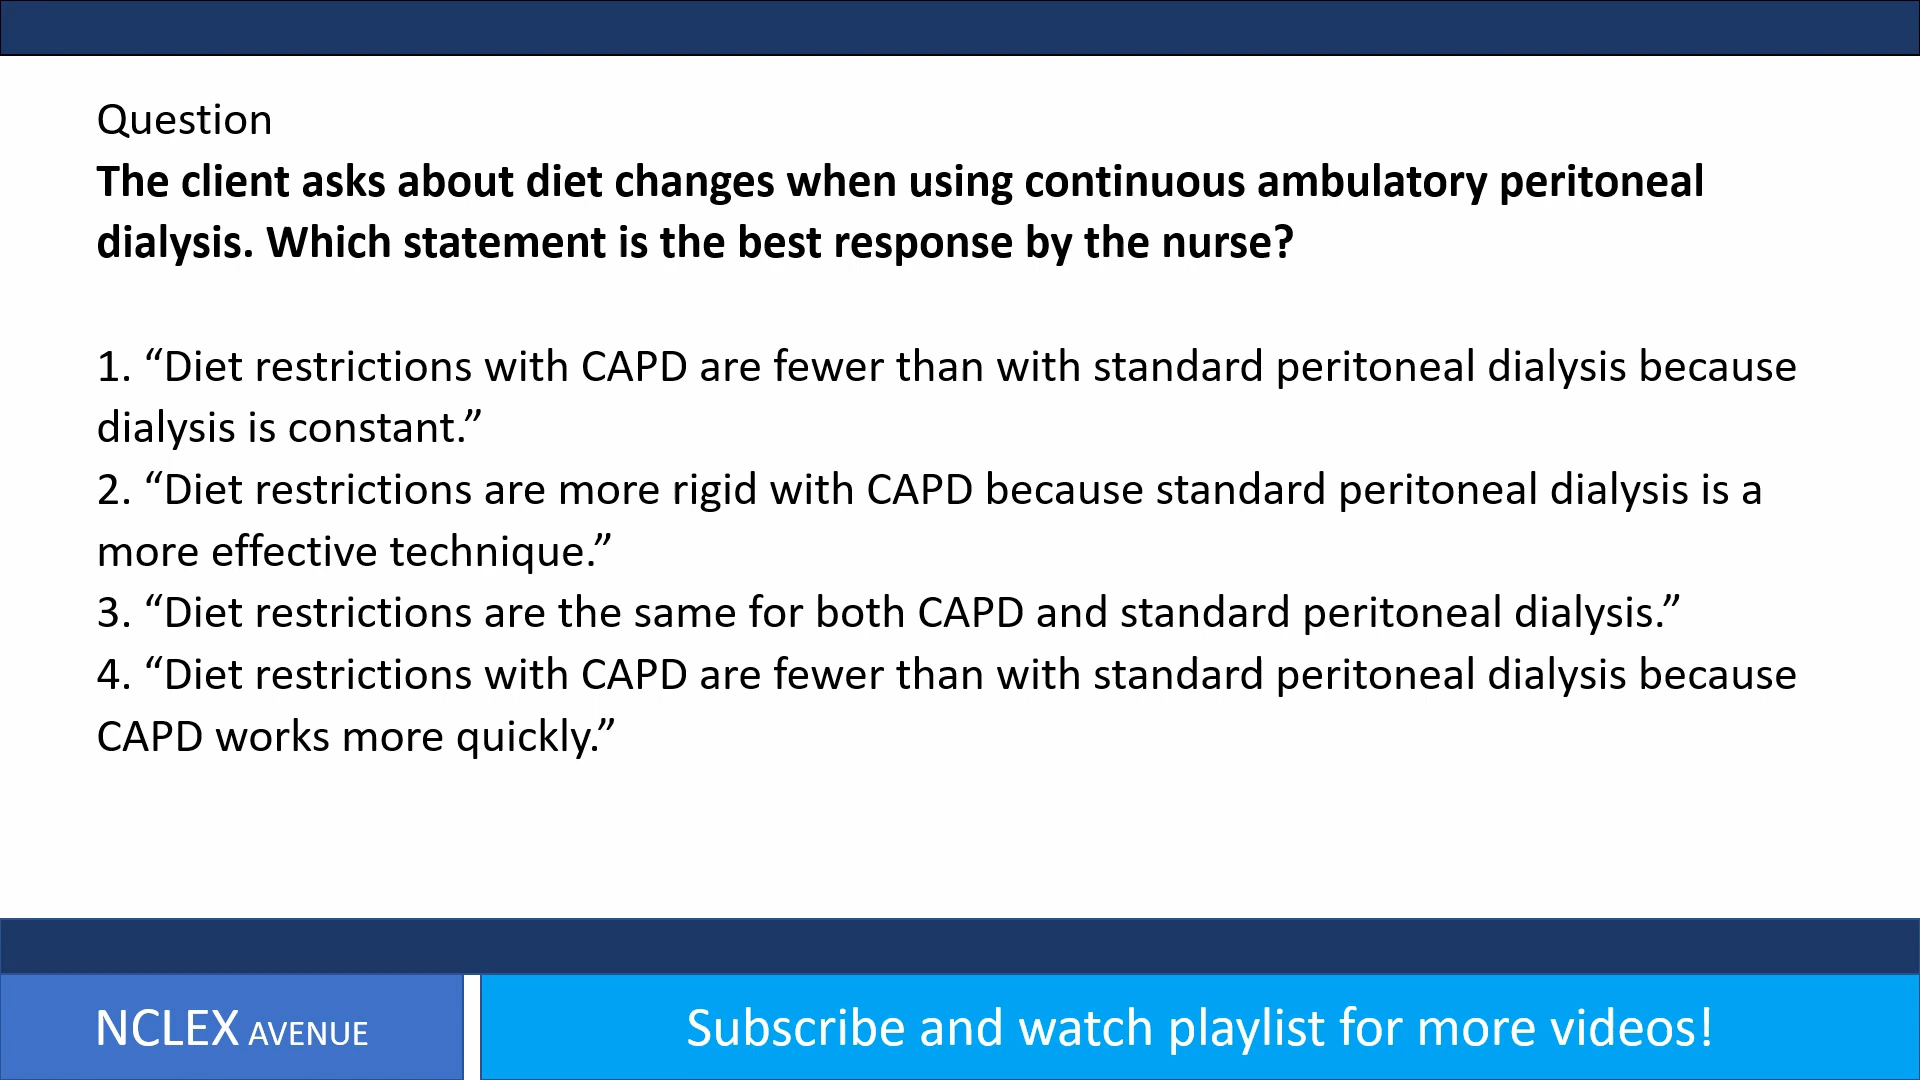 Question
The client asks about diet changes when using continuous ambulatory peritoneal
dialysis. Which statement is the best response by the nurse?
1. “Diet restrictions with CAPD are fewer than with standard peritoneal dialysis because
dialysis is constant.”
2. “Diet restrictions are more rigid with CAPD because standard peritoneal dialysis is a
more effective technique.”
3. “Diet restrictions are the same for both CAPD and standard peritoneal dialysis.”
4. “Diet restrictions with CAPD are fewer than with standard peritoneal dialysis because
CAPD works more quickly.”
NCLEX AVENUE
Subscribe and watch playlist for more videos!